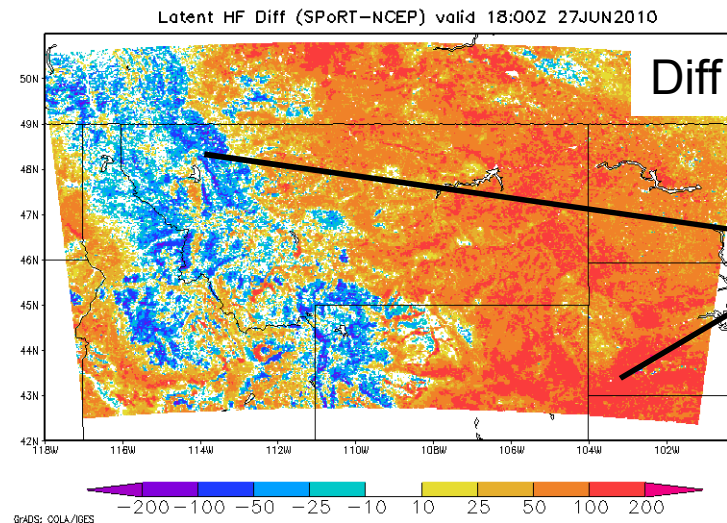 Latent HF Diff (SPoRT-NCEP) valid 18:00Z 27JUN2010
Diff
50N
49N
48N
47N
46N
45N
44N
43N
42N
118W 116W 114W 112W 110W 108W 106W 104W 102W
-200 -100 -50 -25 -10 10 25 50 100 200
GrADS: COLA/IGES